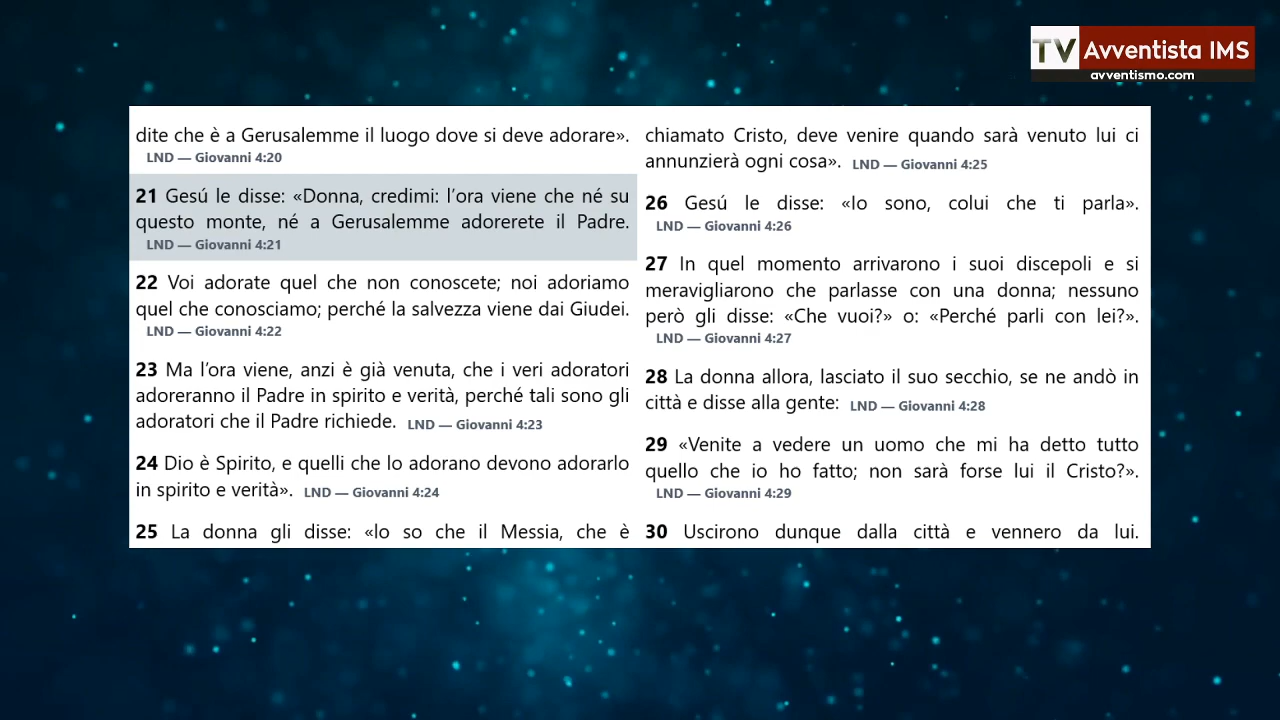 TV Avventista IMS
avventismo.com
dite che è a Gerusalemme il luogo dove si deve adorare».
LND — Giovanni 4:20
21 Gesú le disse: «Donna, credimi: l’ora viene che né su
questo monte, né a Gerusalemme adorerete il Padre.
LND — Giovanni 4:21
22 Voi adorate quel che non conoscete; noi adoriamo
quel che conosciamo; perché la salvezza viene dai Giudei.
LND — Giovanni 4:22
23 Ma l’ora viene, anzi è già venuta, che i veri adoratori
adoreranno il Padre in spirito e verità, perché tali sono gli
adoratori che il Padre richiede. LND — Giovanni 4:23
24 Dio è Spirito, e quelli che lo adorano devono adorarlo
in spirito e verità». LND — Giovanni 4:24
25 La donna gli disse: «Io so che il Messia, che è
chiamato Cristo, deve venire quando sarà venuto lui ci
annunzierà ogni cosa». LND — Giovanni 4:25
26 Gesú le disse: «Io sono, colui che ti parla».
LND — Giovanni 4:26
27 In quel momento arrivarono i suoi discepoli e si
meravigliarono che parlasse con una donna; nessuno
però gli disse: «Che vuoi?» o: «Perché parli con lei?».
LND — Giovanni 4:27
28 La donna allora, lasciato il suo secchio, se ne andò in
città e disse alla gente: LND — Giovanni 4:28
29 «Venite a vedere un uomo che mi ha detto tutto
quello che io ho fatto; non sarà forse lui il Cristo?».
LND — Giovanni 4:29
30 Uscirono dunque dalla città e vennero da lui.